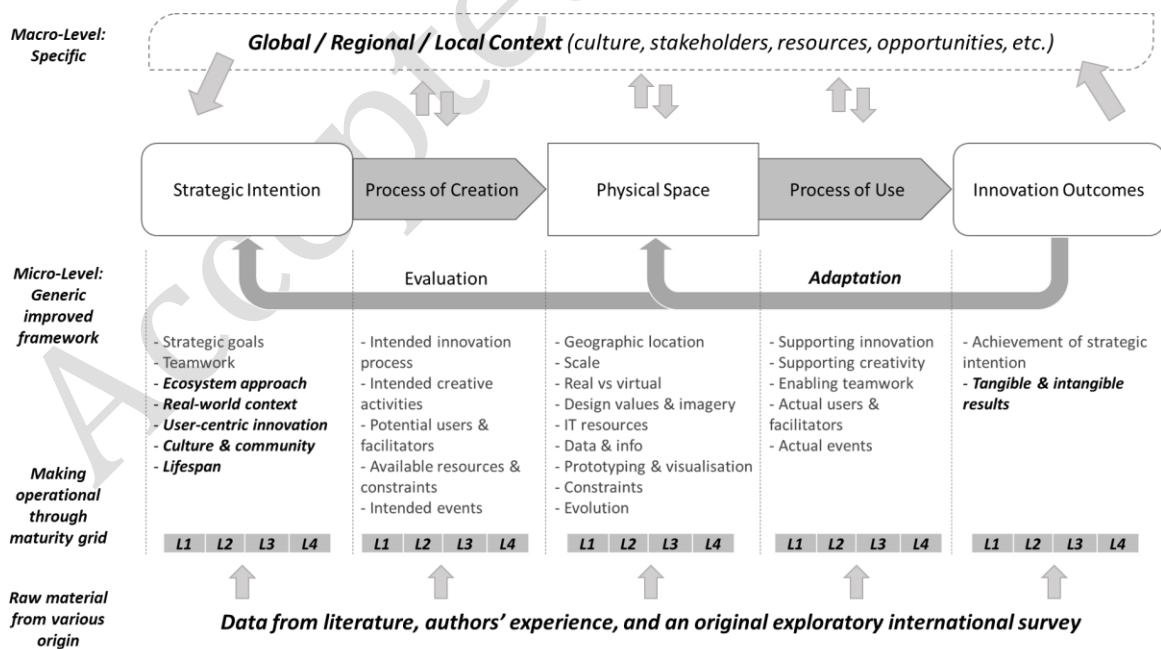 Macro-Level:
Specific
Global / Regional / Local Context (culture, stakeholders, resources, opportunities, etc.)
Strategic Intention
Process of Creation
Physical Space
Process of Use
Innovation Outcomes
Micro-Level:
Generic
improved
framework
Evaluation
Adaptation
- Strategic goals
- Teamwork
- Ecosystem approach
- Real-world context
- User-centric innovation
- Culture & community
- Lifespan
- Intended innovation
process
- Intended creative
activities
- Potential users &
facilitators
- Available resources &
constraints
- Intended events
- Geographic location
- Scale
- Real vs virtual
- Design values & imagery
- IT resources
- Data & info
- Prototyping & visualisation
- Constraints
- Evolution
- Supporting innovation
- Supporting creativity
- Enabling teamwork
- Actual users &
facilitators
- Actual events
- Achievement of strategic
intention
- Tangible & intangible
results
Making
operational
through
maturity grid
L1 L2 L3 L4
L1 L2 L3 L4
L1 L2 L3 L4
L1 L2 L3 L4
L1 L2 L3 L4
Raw material
from various
origin
Data from literature, authors' experience, and an original exploratory international survey
Accepte